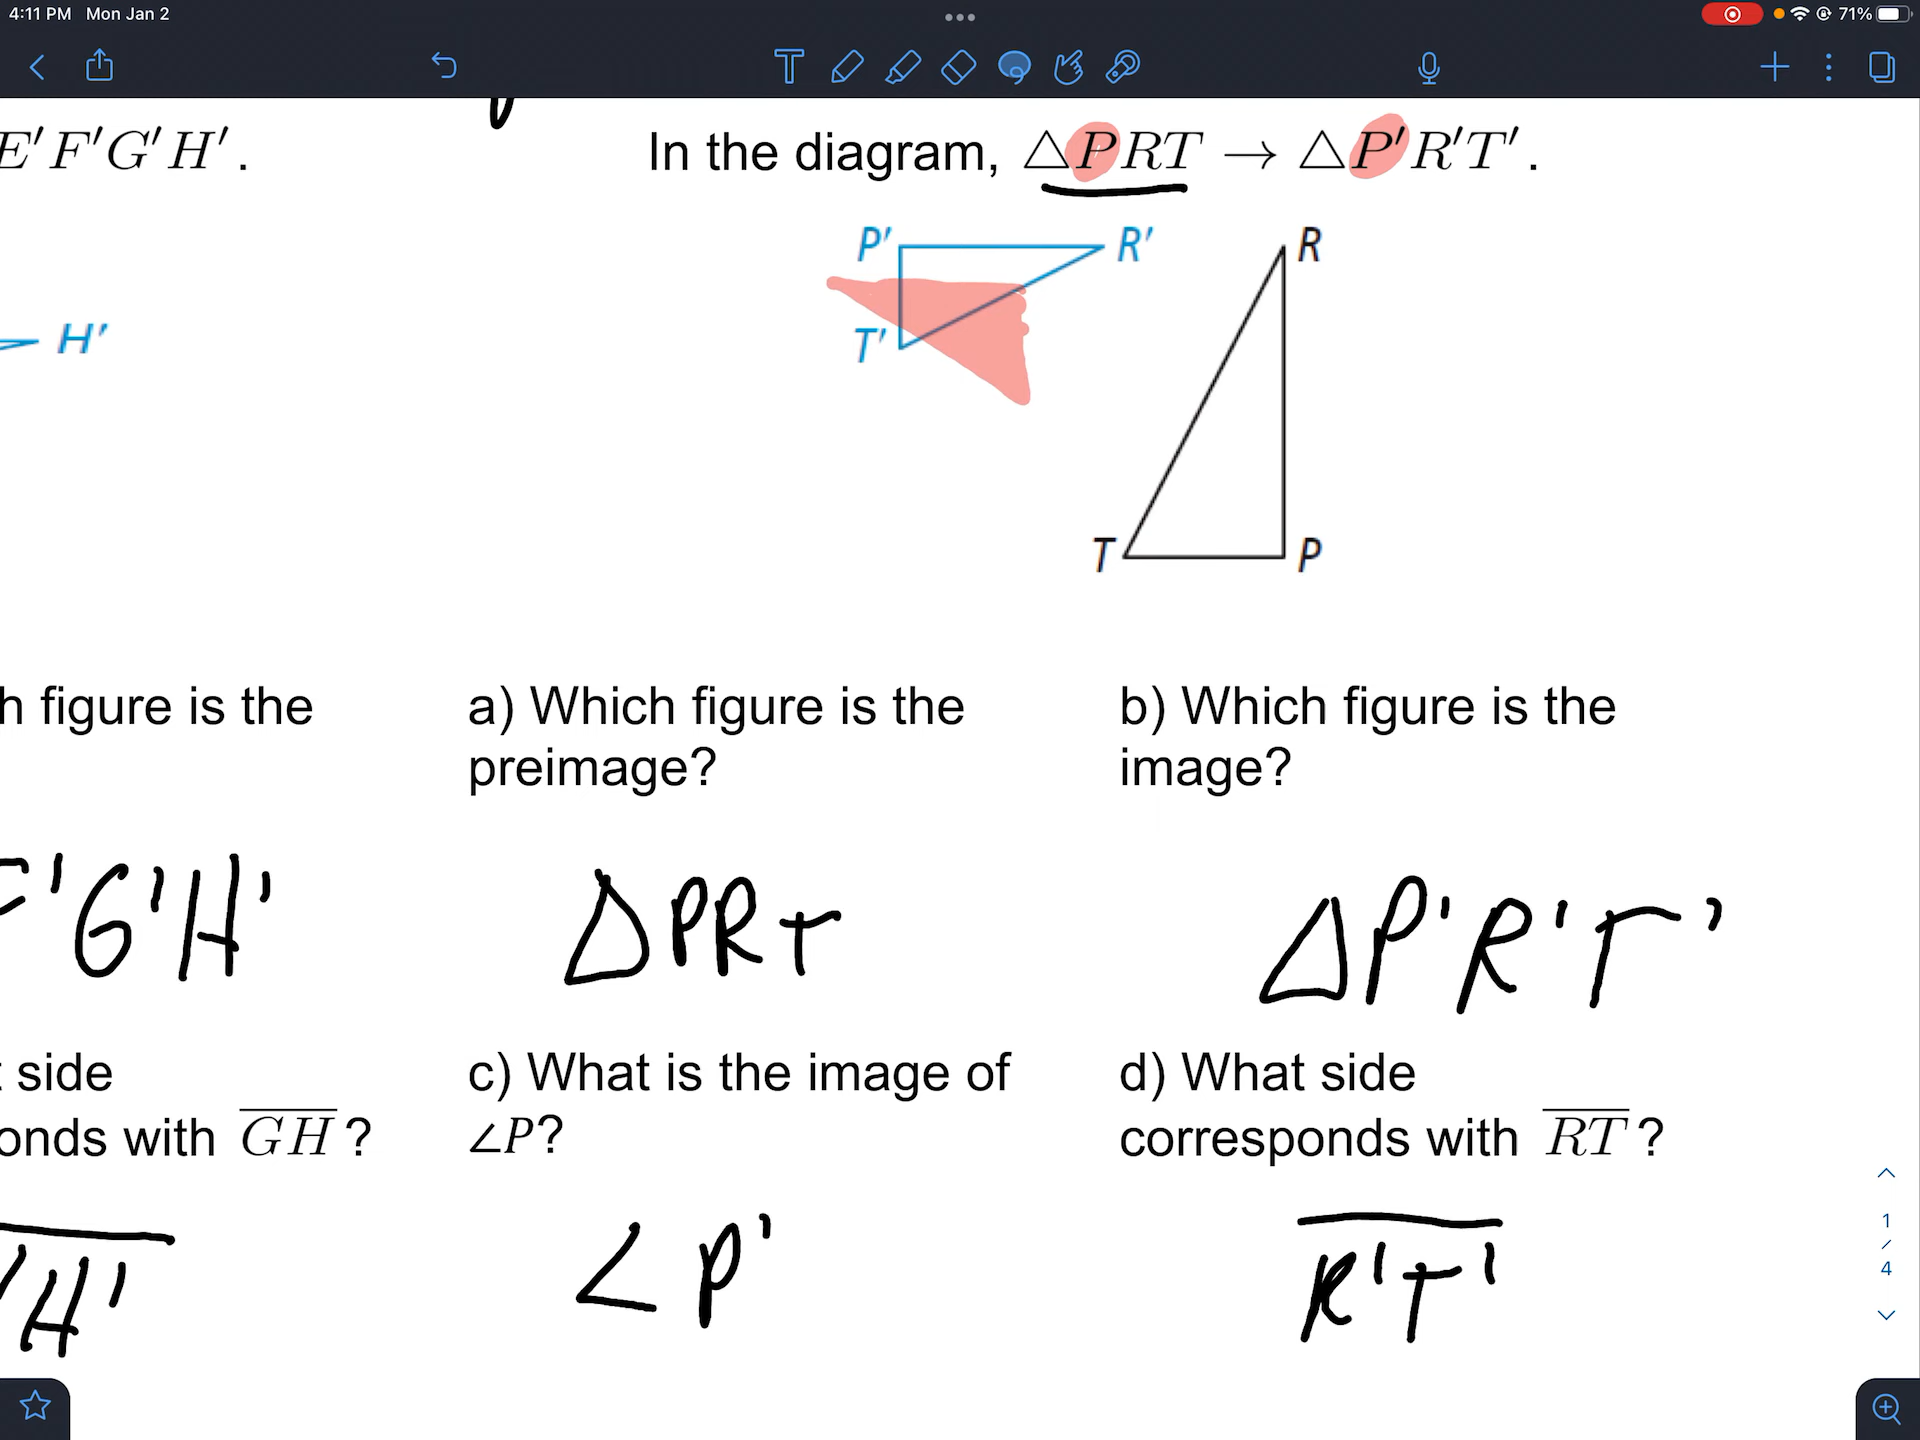 4:11 PM Mon Jan 2
71%
E'F'G'H'.
In the diagram, △PRT → △P'R'T'.
P'
R'
R
H'
T'
T
P
h figure is the
a) Which figure is the
preimage?
b) Which figure is the
image?
'G'H'
△PRT
△P'R'T'
side
onds with GH?
c) What is the image of
∠P?
d) What side
corresponds with RT?
1
/
4
'H'
∠P'
R'T'